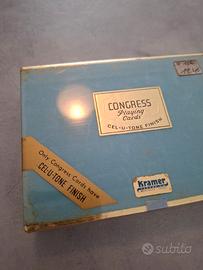 CONGRESS
Playing
Cards
CEL-U-TONE FINISH
Only Congress Cards have
CEL-U-TONE FINISH
Kramer
subito